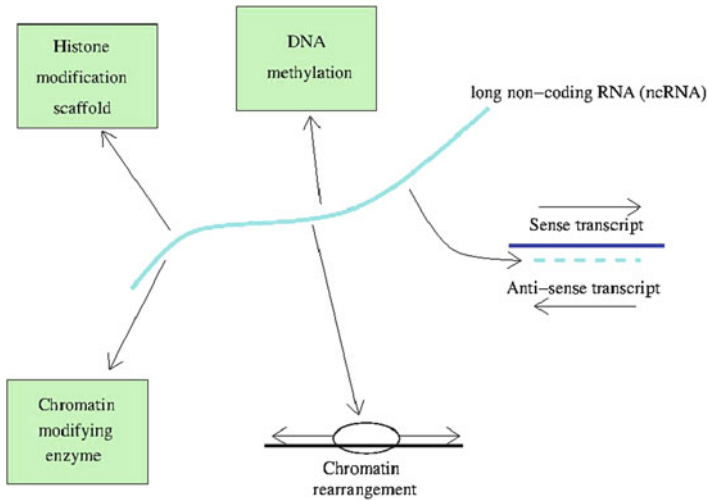 Histone
modification
scaffold
DNA
methylation
long non-coding RNA (ncRNA)
Sense transcript
Anti-sense transcript
Chromatin
modifying
enzyme
Chromatin
rearrangement